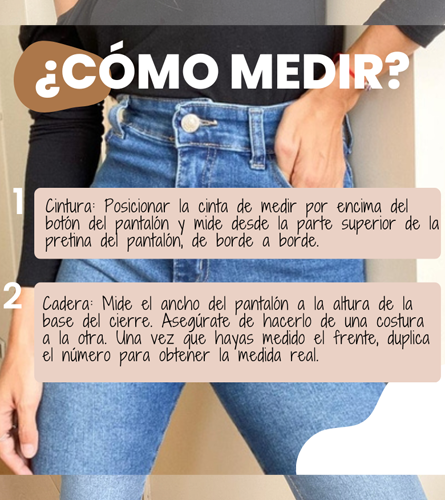 ¿CÓMO MEDIR?
1
Cintura: Posicionar la cinta de medir por encima del
botón del pantalón y mide desde la parte superior de la
pretina del pantalón, de borde a borde.
2
Cadera: Mide el ancho del pantalón a la altura de la
base del cierre. Asegúrate de hacerlo de una costura
a la otra. Una vez que hayas medido el frente, duplica
el número para obtener la medida real.